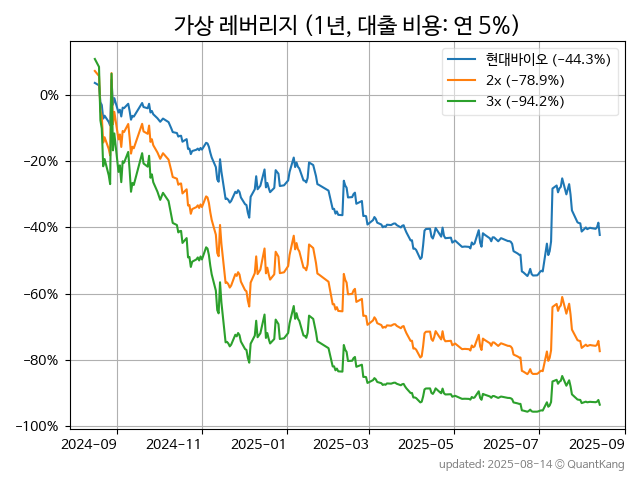 가상 레버리지 (1년, 대출 비용: 연 5%)
현대바이오 (−44.3%)
2x (−78.9%)
3x (−94.2%)
0%
−20%
−40%
−60%
−80%
−100%
2024−09 2024−11 2025−01 2025−03 2025−05 2025−07 2025−09
updated: 2025-08-14 © QuantKang